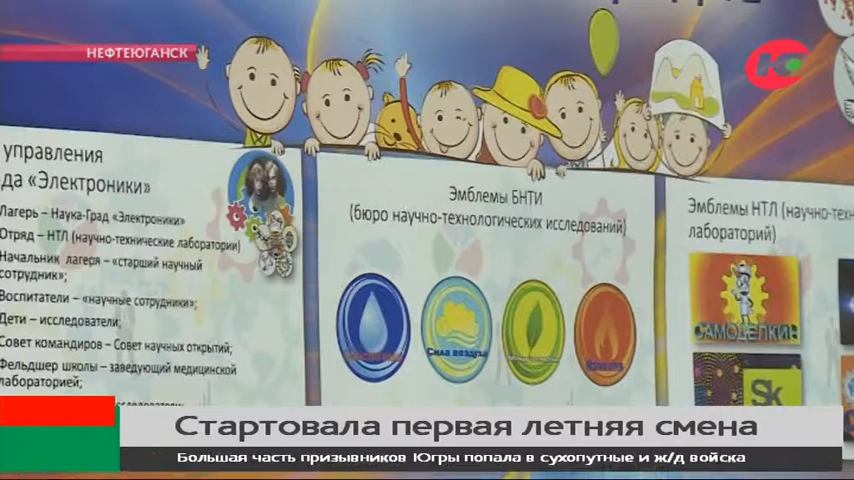 НЕФТЕЮГАНСК
Ю
управления
да «Электроники»
Лагерь – Наука-Град «Электроники»
Отряд – НТЛ (научно-технические лаборатории)
Начальник лагеря – «старший научный
сотрудник»;
Воспитатели – «научные сотрудники»;
Дети – исследователи;
Совет командиров – Совет научных открытий;
Фельдшер школы – заведующий медицинской
лабораторией;
Эмблемы БНТИ
(бюро научно-технологических исследований)
Сила воздуха
Эмблемы НТЛ (научно-техн
лабораторий)
САМОДЕЛКИН
Sk
Стартовала первая летняя смена
Большая часть призывников Югры попала в сухопутные и ж/д войска